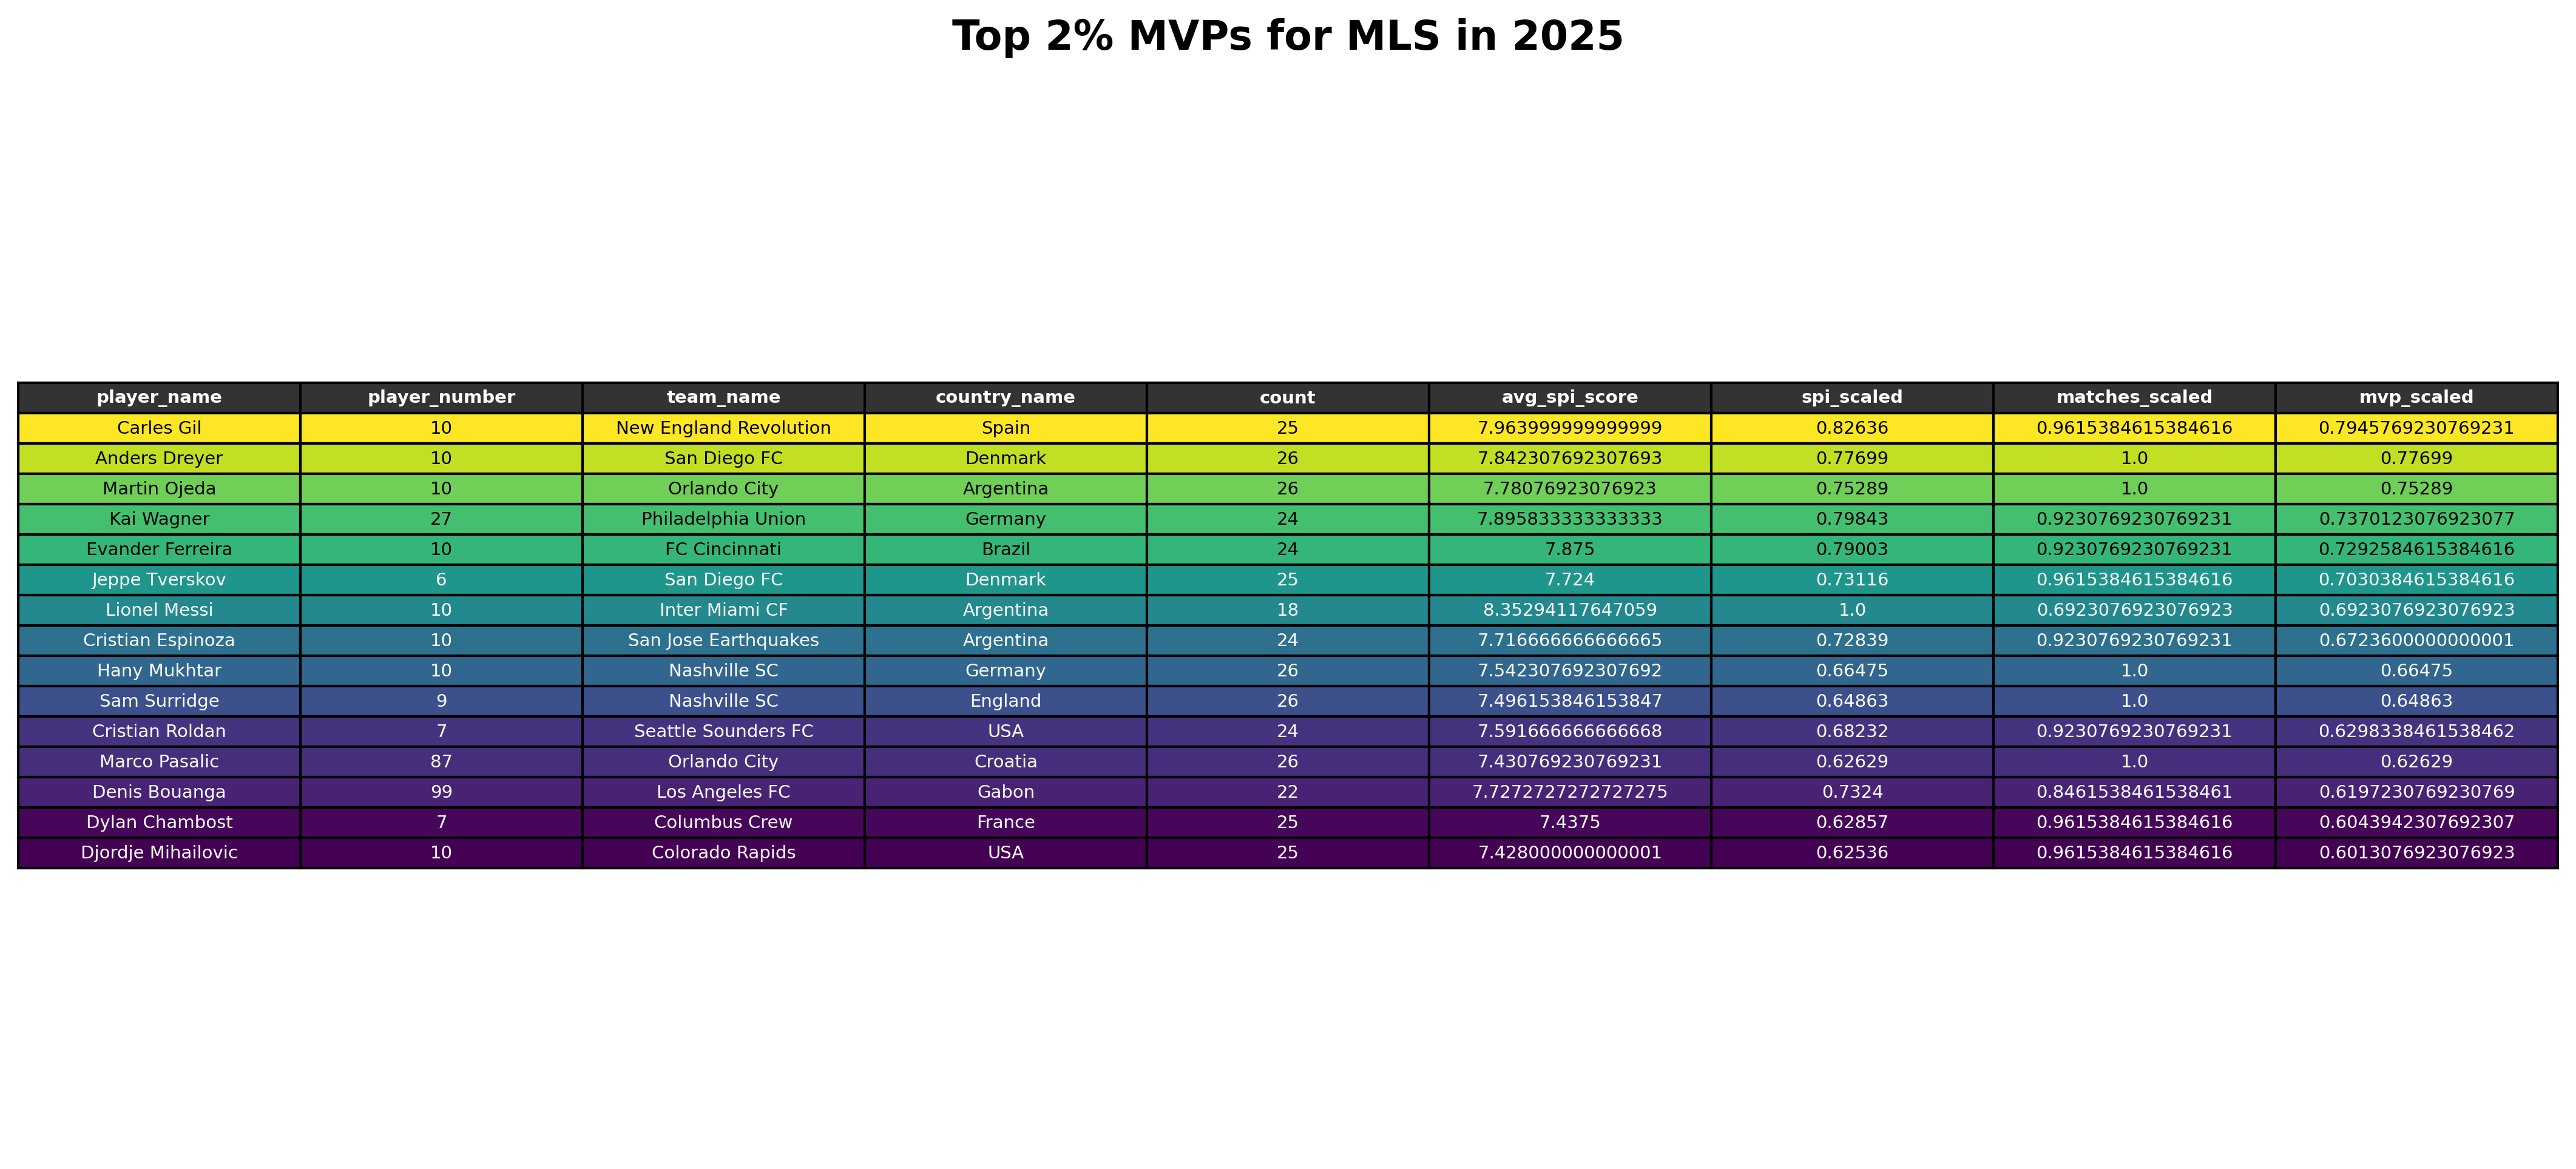 Top 2% MVPs for MLS in 2025
player_name player_number team_name country_name count avg_spi_score spi_scaled matches_scaled mvp_scaled
Carles Gil 10 New England Revolution Spain 25 7.963999999999999 0.82636 0.9615384615384616 0.7945769230769231
Anders Dreyer 10 San Diego FC Denmark 26 7.842307692307693 0.77699 1.0 0.77699
Martin Ojeda 10 Orlando City Argentina 26 7.78076923076923 0.75289 1.0 0.75289
Kai Wagner 27 Philadelphia Union Germany 24 7.895833333333333 0.79843 0.9230769230769231 0.7370123076923077
Evander Ferreira 10 FC Cincinnati Brazil 24 7.875 0.79003 0.9230769230769231 0.7292584615384616
Jeppe Tverskov 6 San Diego FC Denmark 25 7.724 0.73116 0.9615384615384616 0.7030384615384616
Lionel Messi 10 Inter Miami CF Argentina 18 8.35294117647059 1.0 0.6923076923076923 0.6923076923076923
Cristian Espinoza 10 San Jose Earthquakes Argentina 24 7.716666666666665 0.72839 0.9230769230769231 0.6723600000000001
Hany Mukhtar 10 Nashville SC Germany 26 7.542307692307692 0.66475 1.0 0.66475
Sam Surridge 9 Nashville SC England 26 7.496153846153847 0.64863 1.0 0.64863
Cristian Roldan 7 Seattle Sounders FC USA 24 7.591666666666668 0.68232 0.9230769230769231 0.6298338461538462
Marco Pasalic 87 Orlando City Croatia 26 7.430769230769231 0.62629 1.0 0.62629
Denis Bouanga 99 Los Angeles FC Gabon 22 7.7272727272727275 0.7324 0.8461538461538461 0.6197230769230769
Dylan Chambost 7 Columbus Crew France 25 7.4375 0.62857 0.9615384615384616 0.6043942307692307
Djordje Mihailovic 10 Colorado Rapids USA 25 7.428000000000001 0.62536 0.9615384615384616 0.6013076923076923